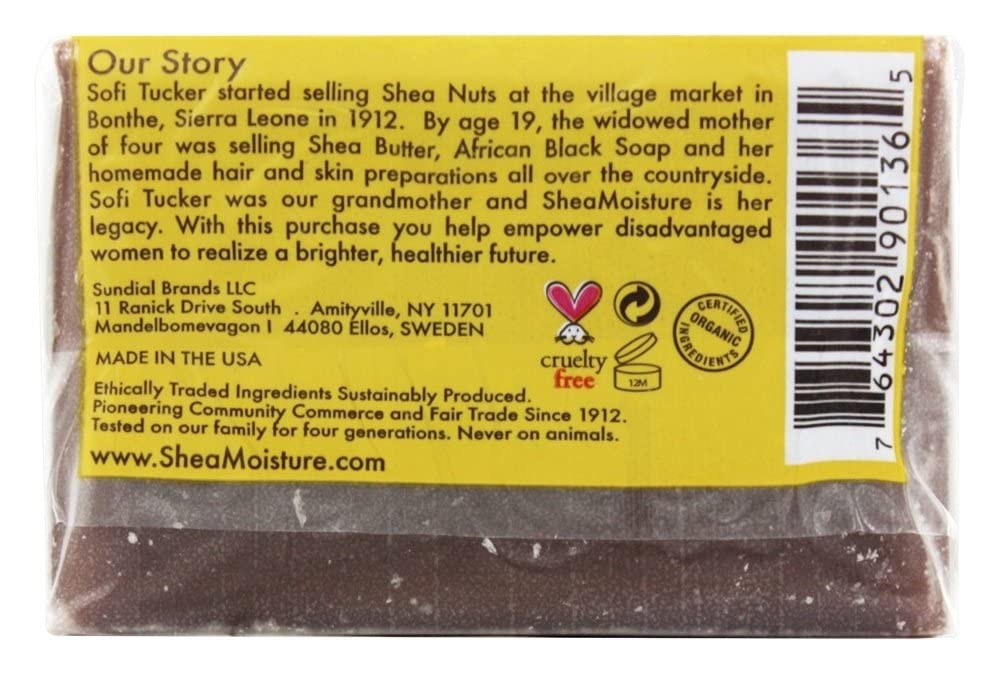 Our Story
Sofi Tucker started selling Shea Nuts at the village market in
Bonthe, Sierra Leone in 1912. By age 19, the widowed mother
of four was selling Shea Butter, African Black Soap and her
homemade hair and skin preparations all over the countryside.
Sofi Tucker was our grandmother and SheaMoisture is her
legacy. With this purchase you help empower disadvantaged
women to realize a brighter, healthier future.
Sundial Brands LLC
11 Ranick Drive South . Amityville, NY 11701
Mandelbomevagon I 44080 Ellos, SWEDEN
MADE IN THE USA
Ethically Traded Ingredients Sustainably Produced.
Pioneering Community Commerce and Fair Trade Since 1912.
Tested on our family for four generations. Never on animals.
www.SheaMoisture.com
cruelty
free
12M
CERTIFIED
ORGANIC
INGREDIENTS
7 64302 90136 5